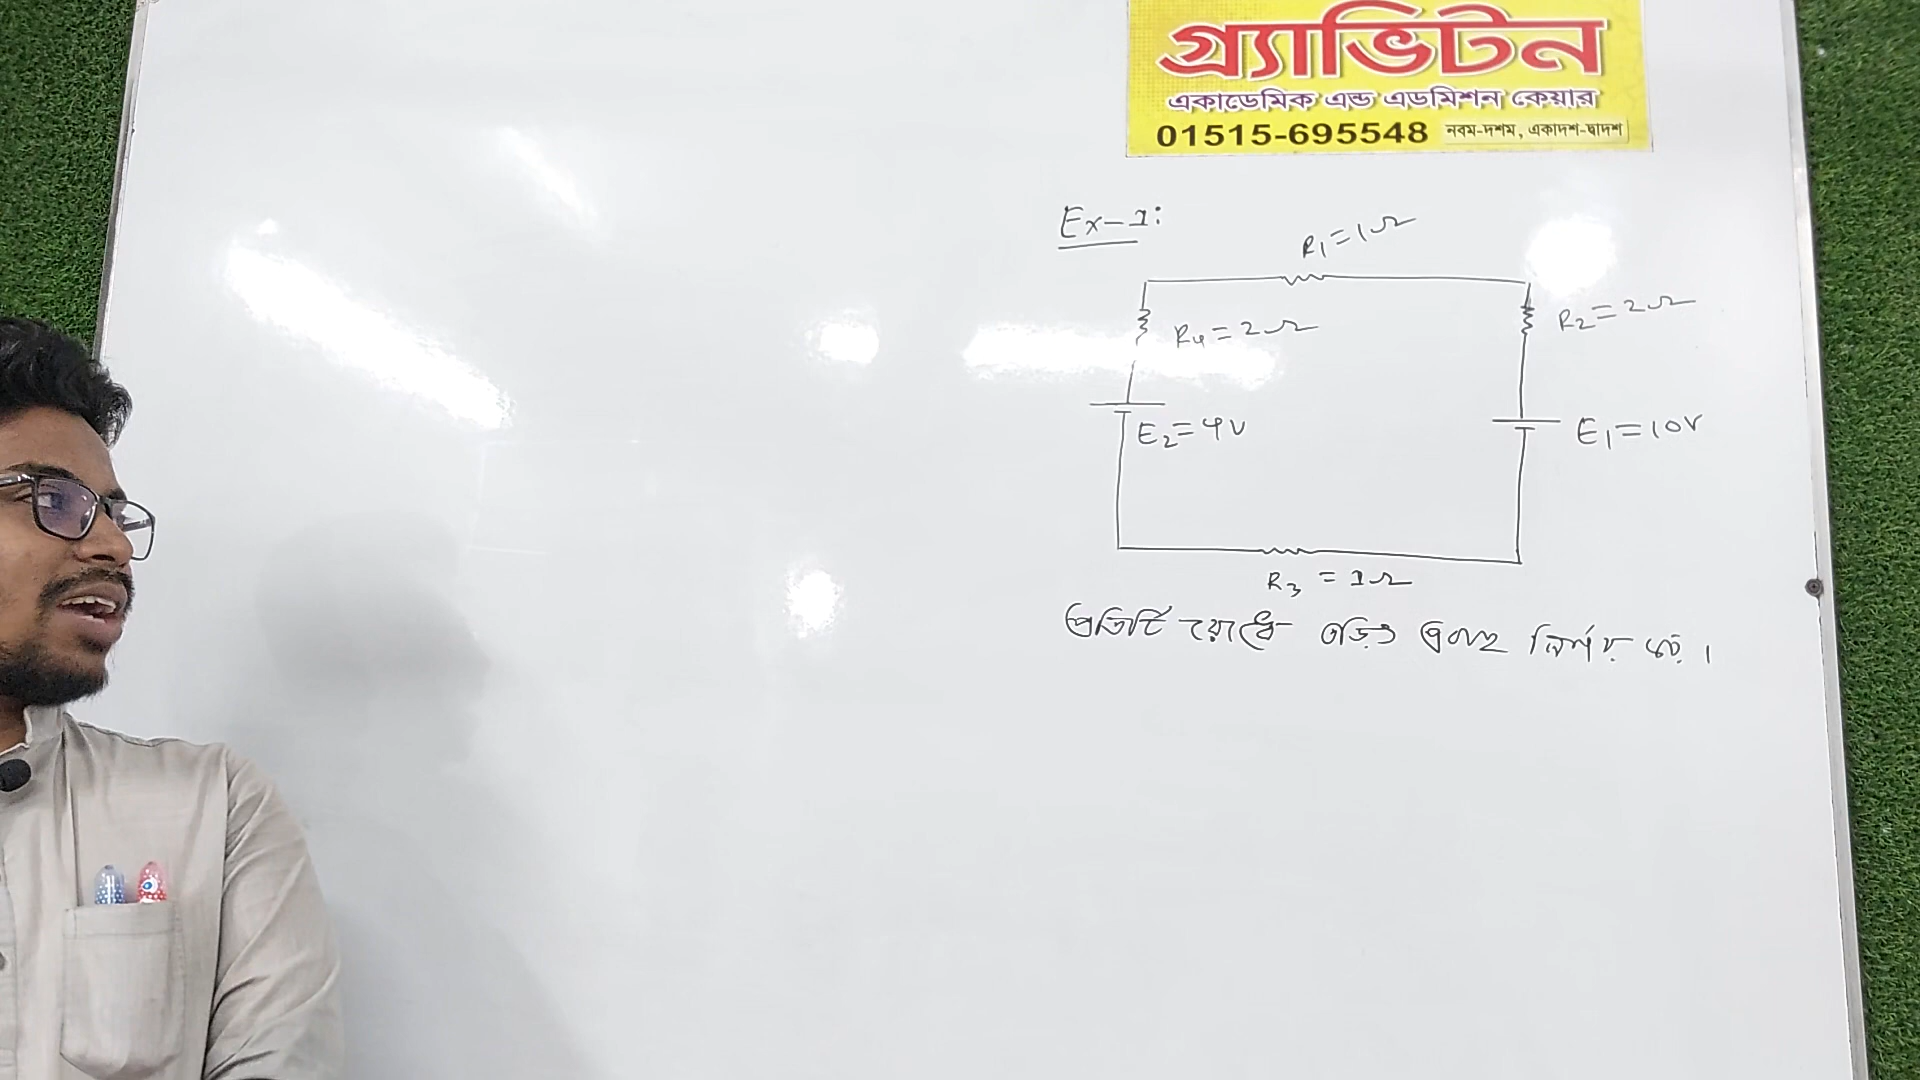 গ্র্যাভিটন
একাডেমিক এন্ড এডমিশন কেয়ার
01515-695548 নবম-দশম, একাদশ-দ্বাদশ
Ex-1:
R₁=1Ω
R₄=2Ω
R₂=2Ω
E₂=4V
E₁=10V
R₃=1Ω
প্রতিটি রোধে তড়িৎ প্রবাহ নির্ণয় কর।